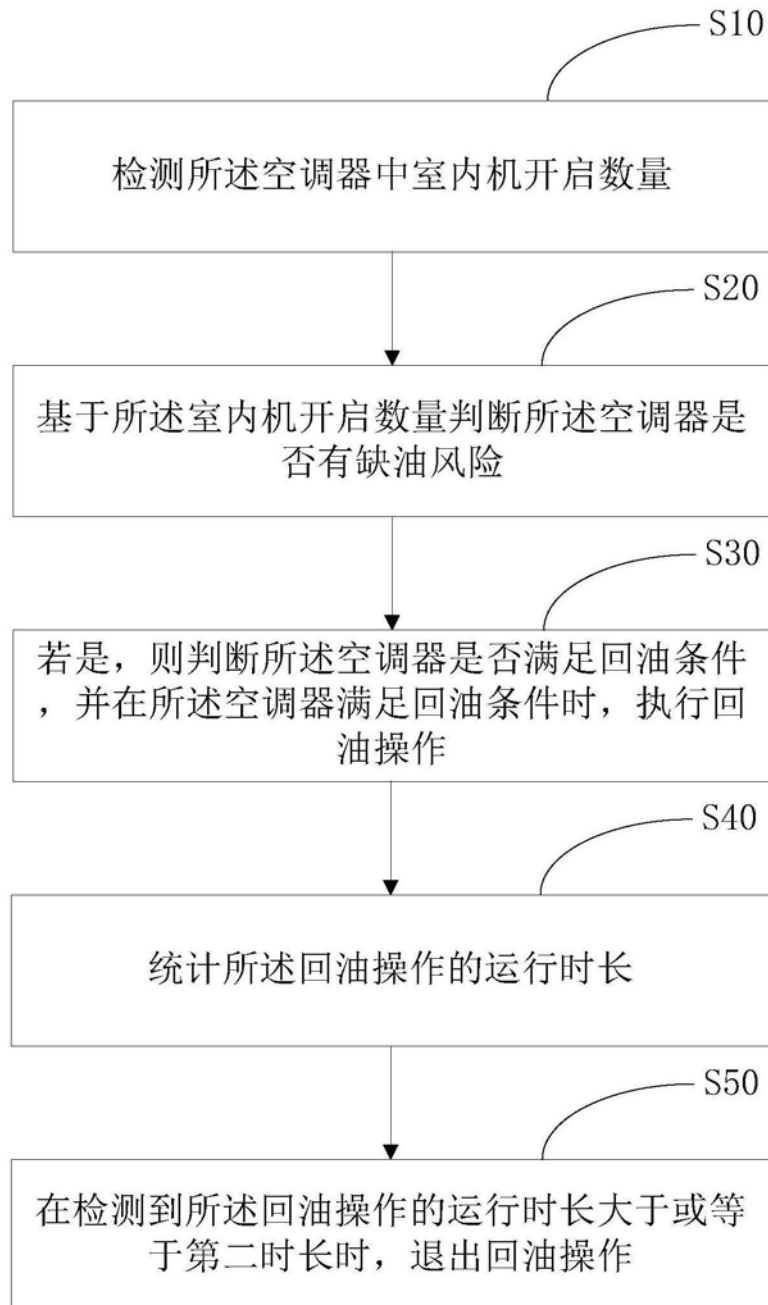 S10
检测所述空调器中室内机开启数量
S20
基于所述室内机开启数量判断所述空调器是
否有缺油风险
S30
若是，则判断所述空调器是否满足回油条件
，并在所述空调器满足回油条件时，执行回
油操作
S40
统计所述回油操作的运行时长
S50
在检测到所述回油操作的运行时长大于或等
于第二时长时，退出回油操作